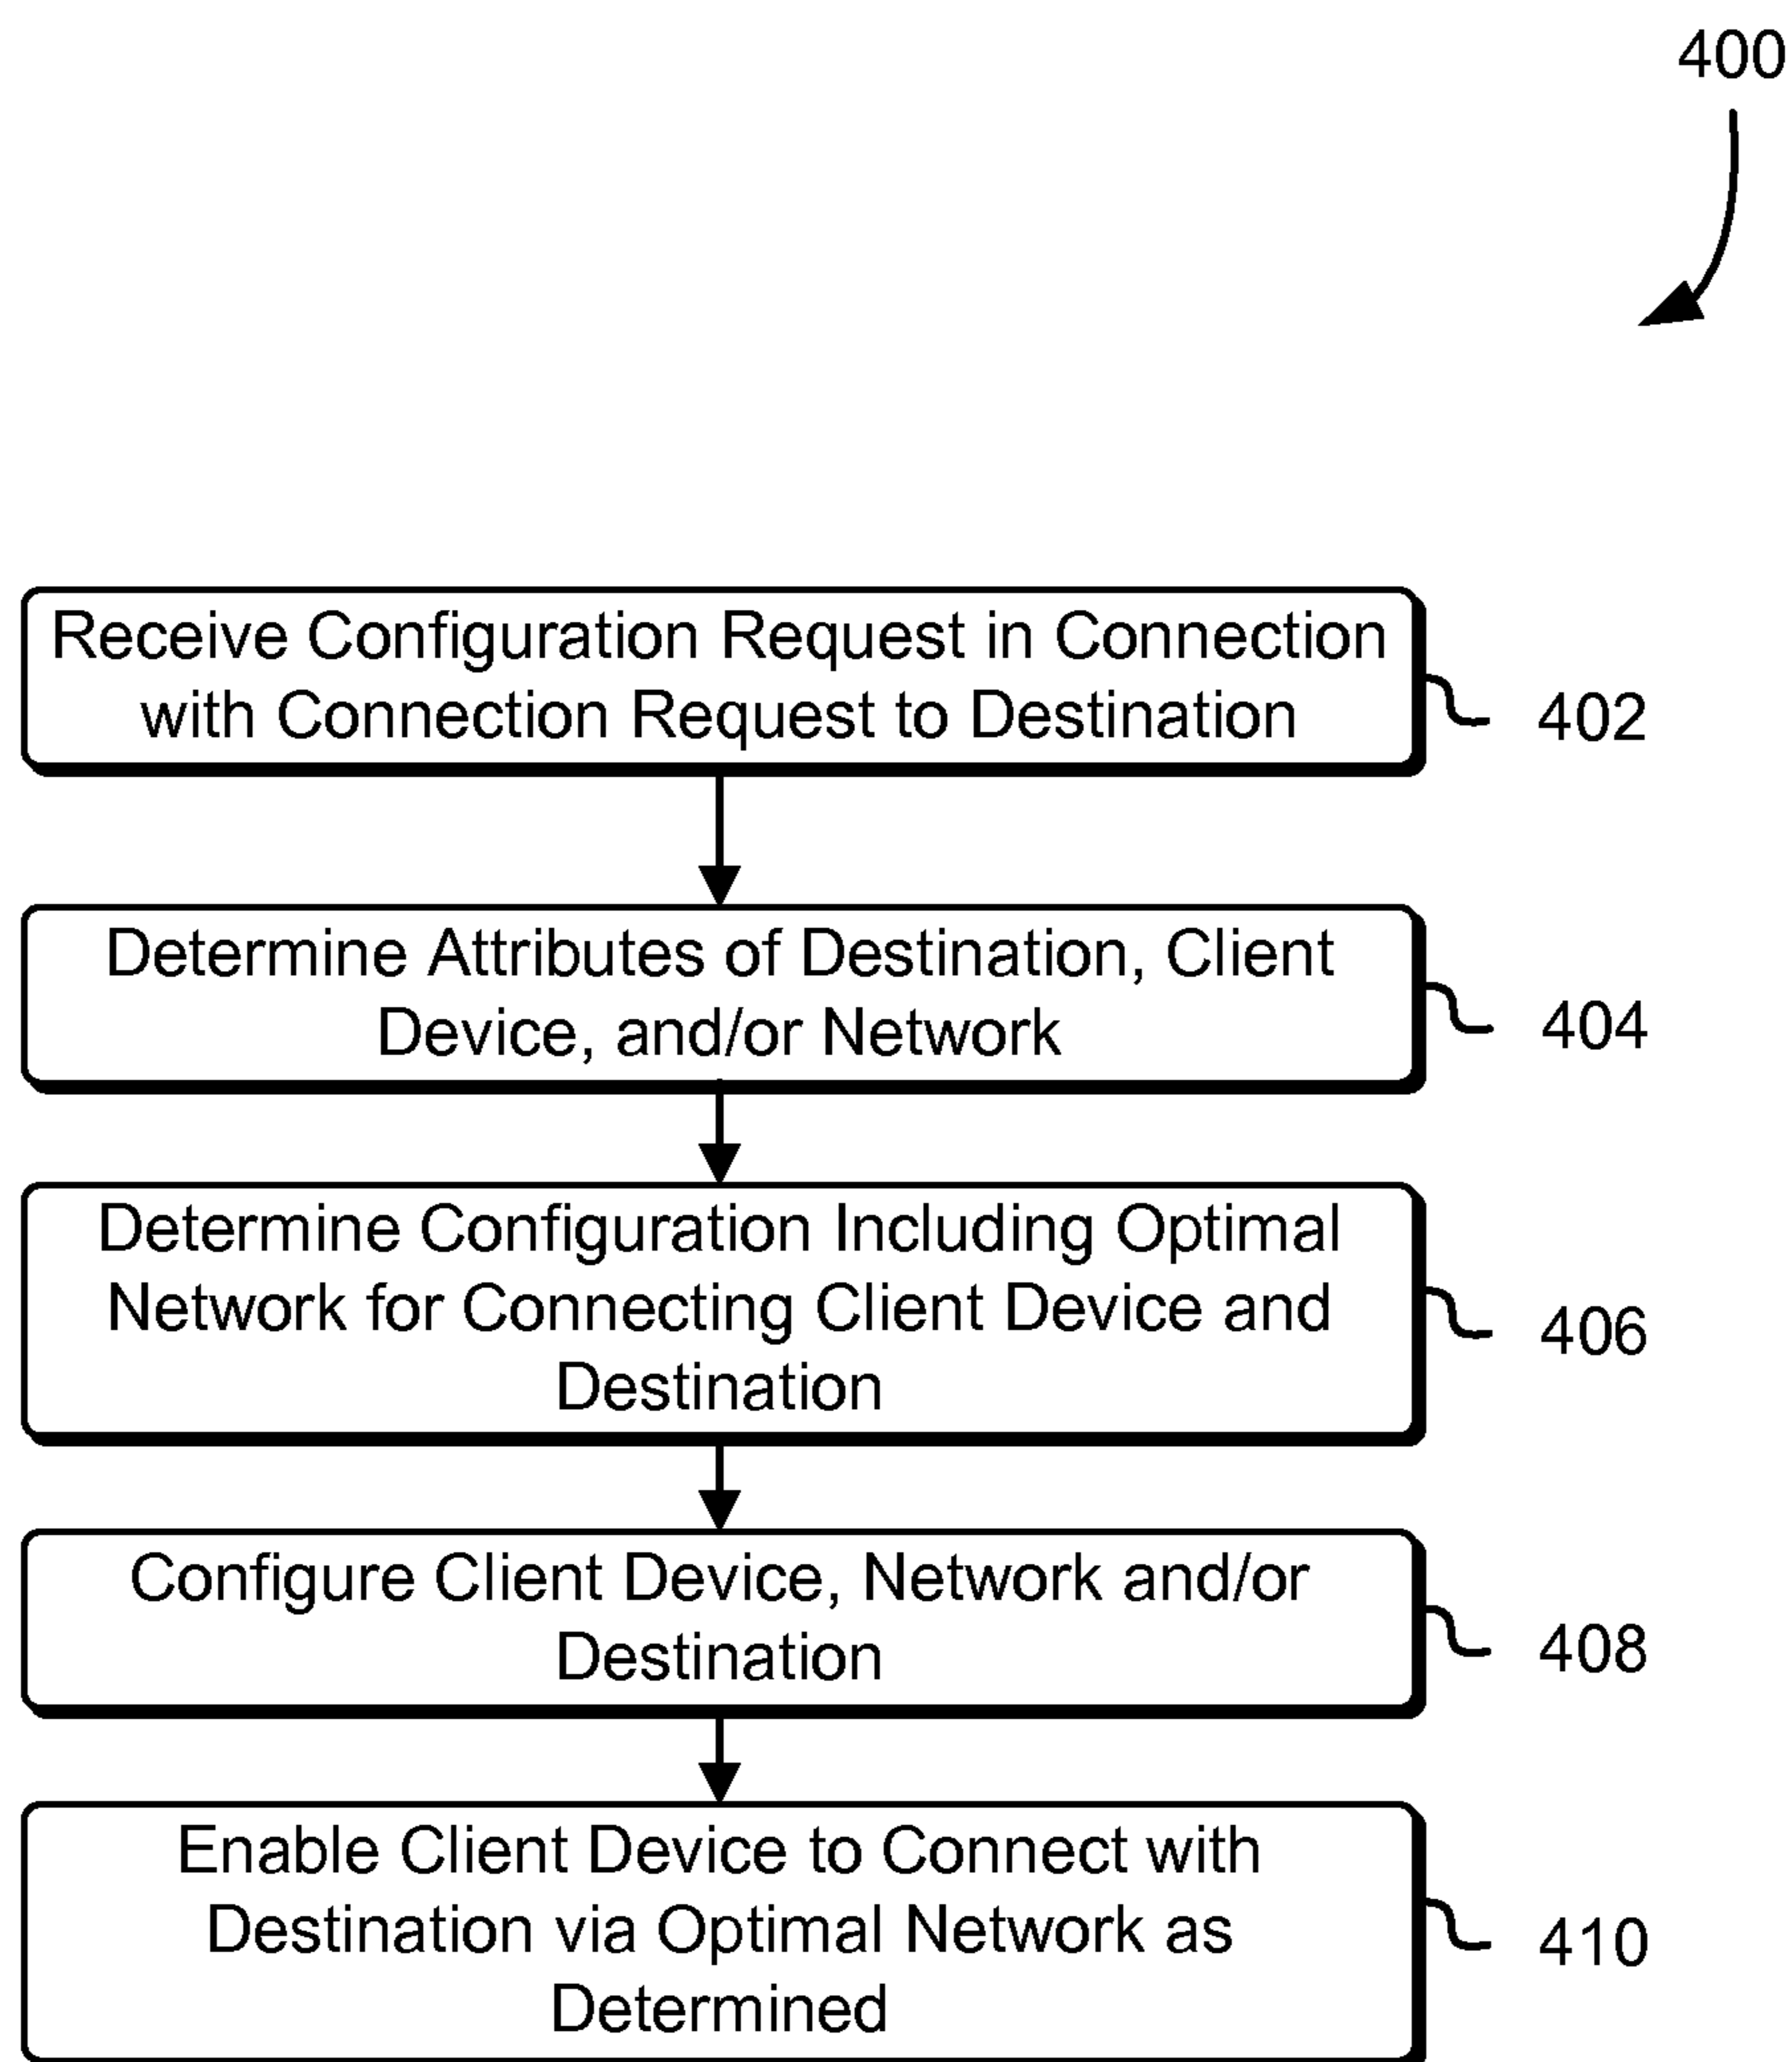 400
Receive Configuration Request in Connection
with Connection Request to Destination
402
Determine Attributes of Destination, Client
Device, and/or Network
404
Determine Configuration Including Optimal
Network for Connecting Client Device and
Destination
406
Configure Client Device, Network and/or
Destination
408
Enable Client Device to Connect with
Destination via Optimal Network as
Determined
410